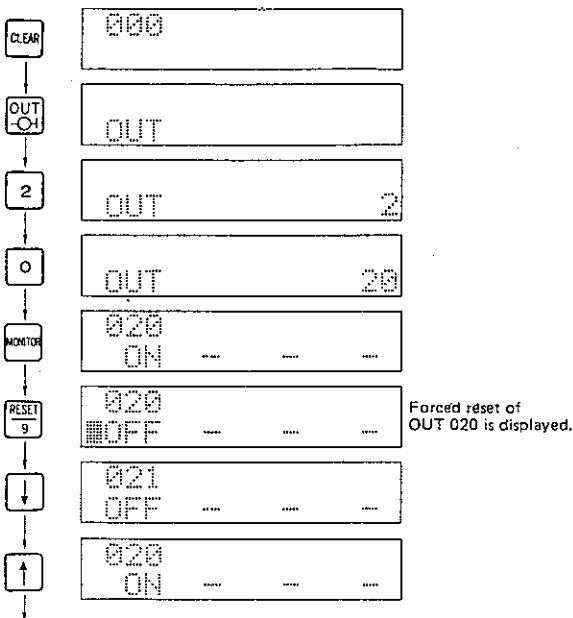 CLEAR
000
OUT
OUT
2
OUT 2
0
OUT 20
MONITOR
020
ON --- --- ---
RESET
9
020
OFF --- --- ---
Forced reset of
OUT 020 is displayed.
↓
021
OFF --- --- ---
↑
020
ON --- --- ---